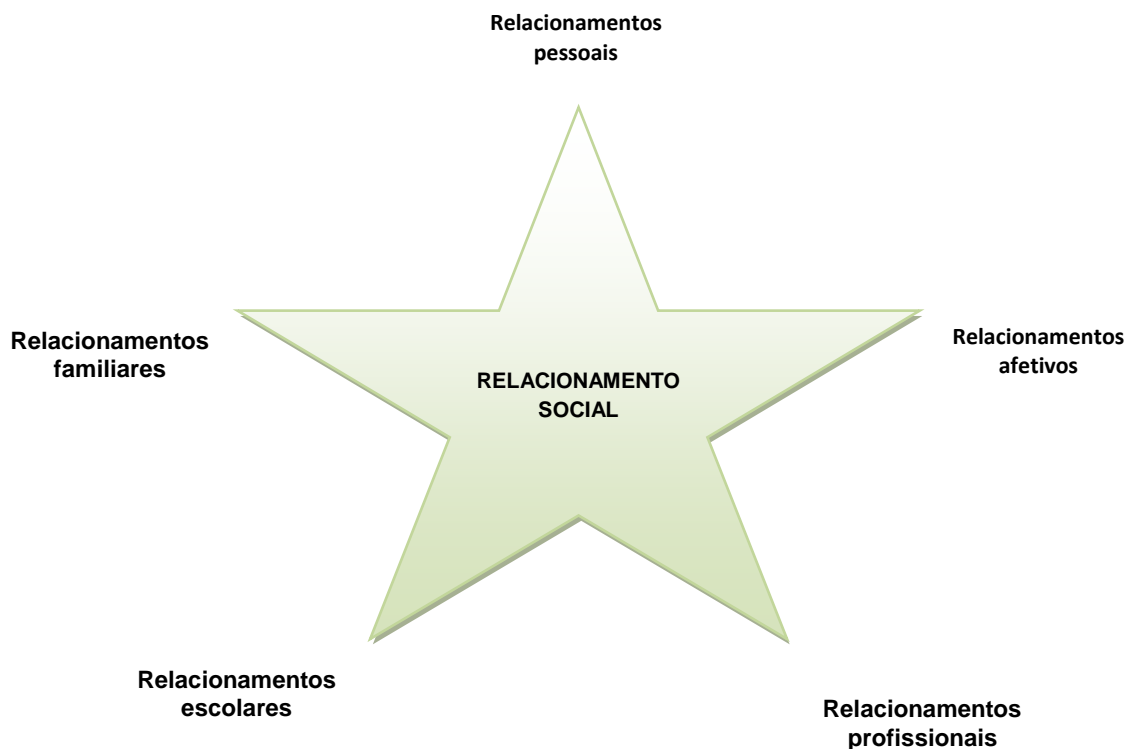 Relacionamentos
pessoais
Relacionamentos
familiares
RELACIONAMENTO
SOCIAL
Relacionamentos
afetivos
Relacionamentos
escolares
Relacionamentos
profissionais